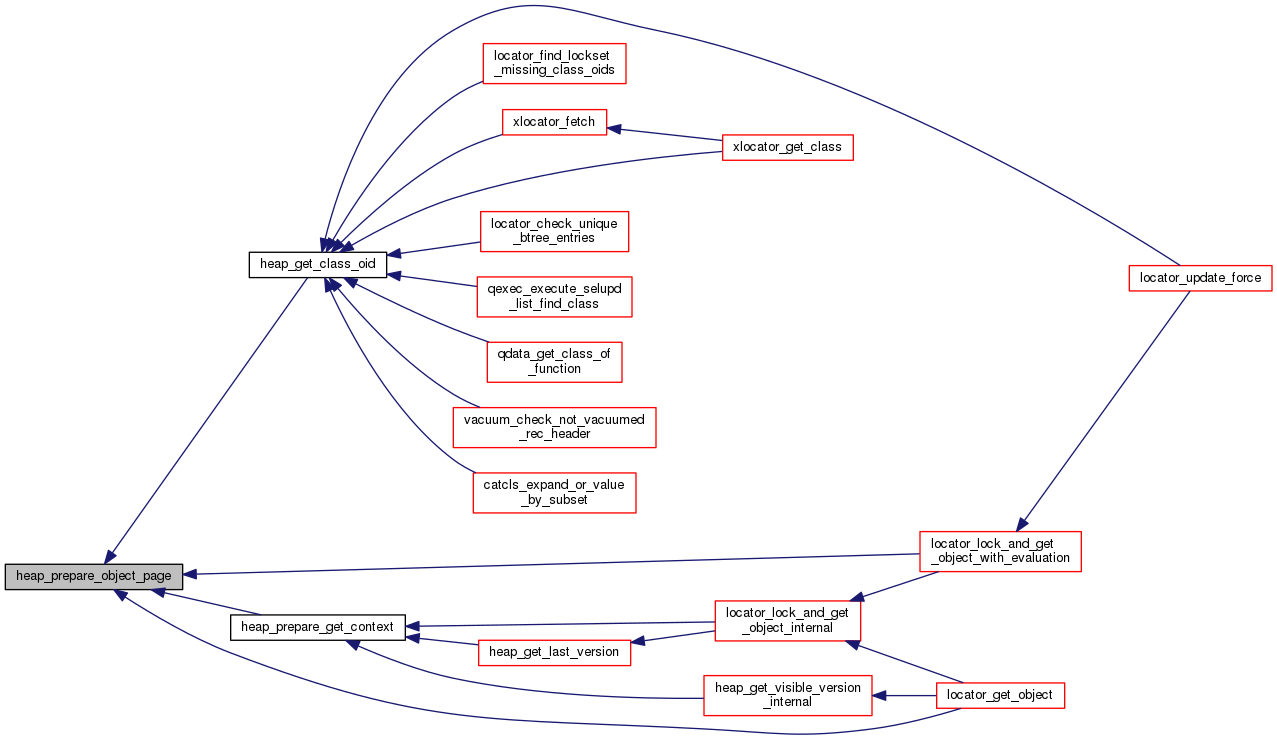 locator_find_lockset
_missing_class_oids
xlocator_fetch
xlocator_get_class
locator_check_unique
_btree_entries
heap_get_class_oid
locator_update_force
qexec_execute_selupd
_list_find_class
qdata_get_class_of
_function
vacuum_check_not_vacuumed
_rec_header
catcls_expand_or_value
_by_subset
locator_lock_and_get
_object_with_evaluation
heap_prepare_object_page
locator_lock_and_get
_object_internal
heap_prepare_get_context
heap_get_last_version
heap_get_visible_version
_internal
locator_get_object